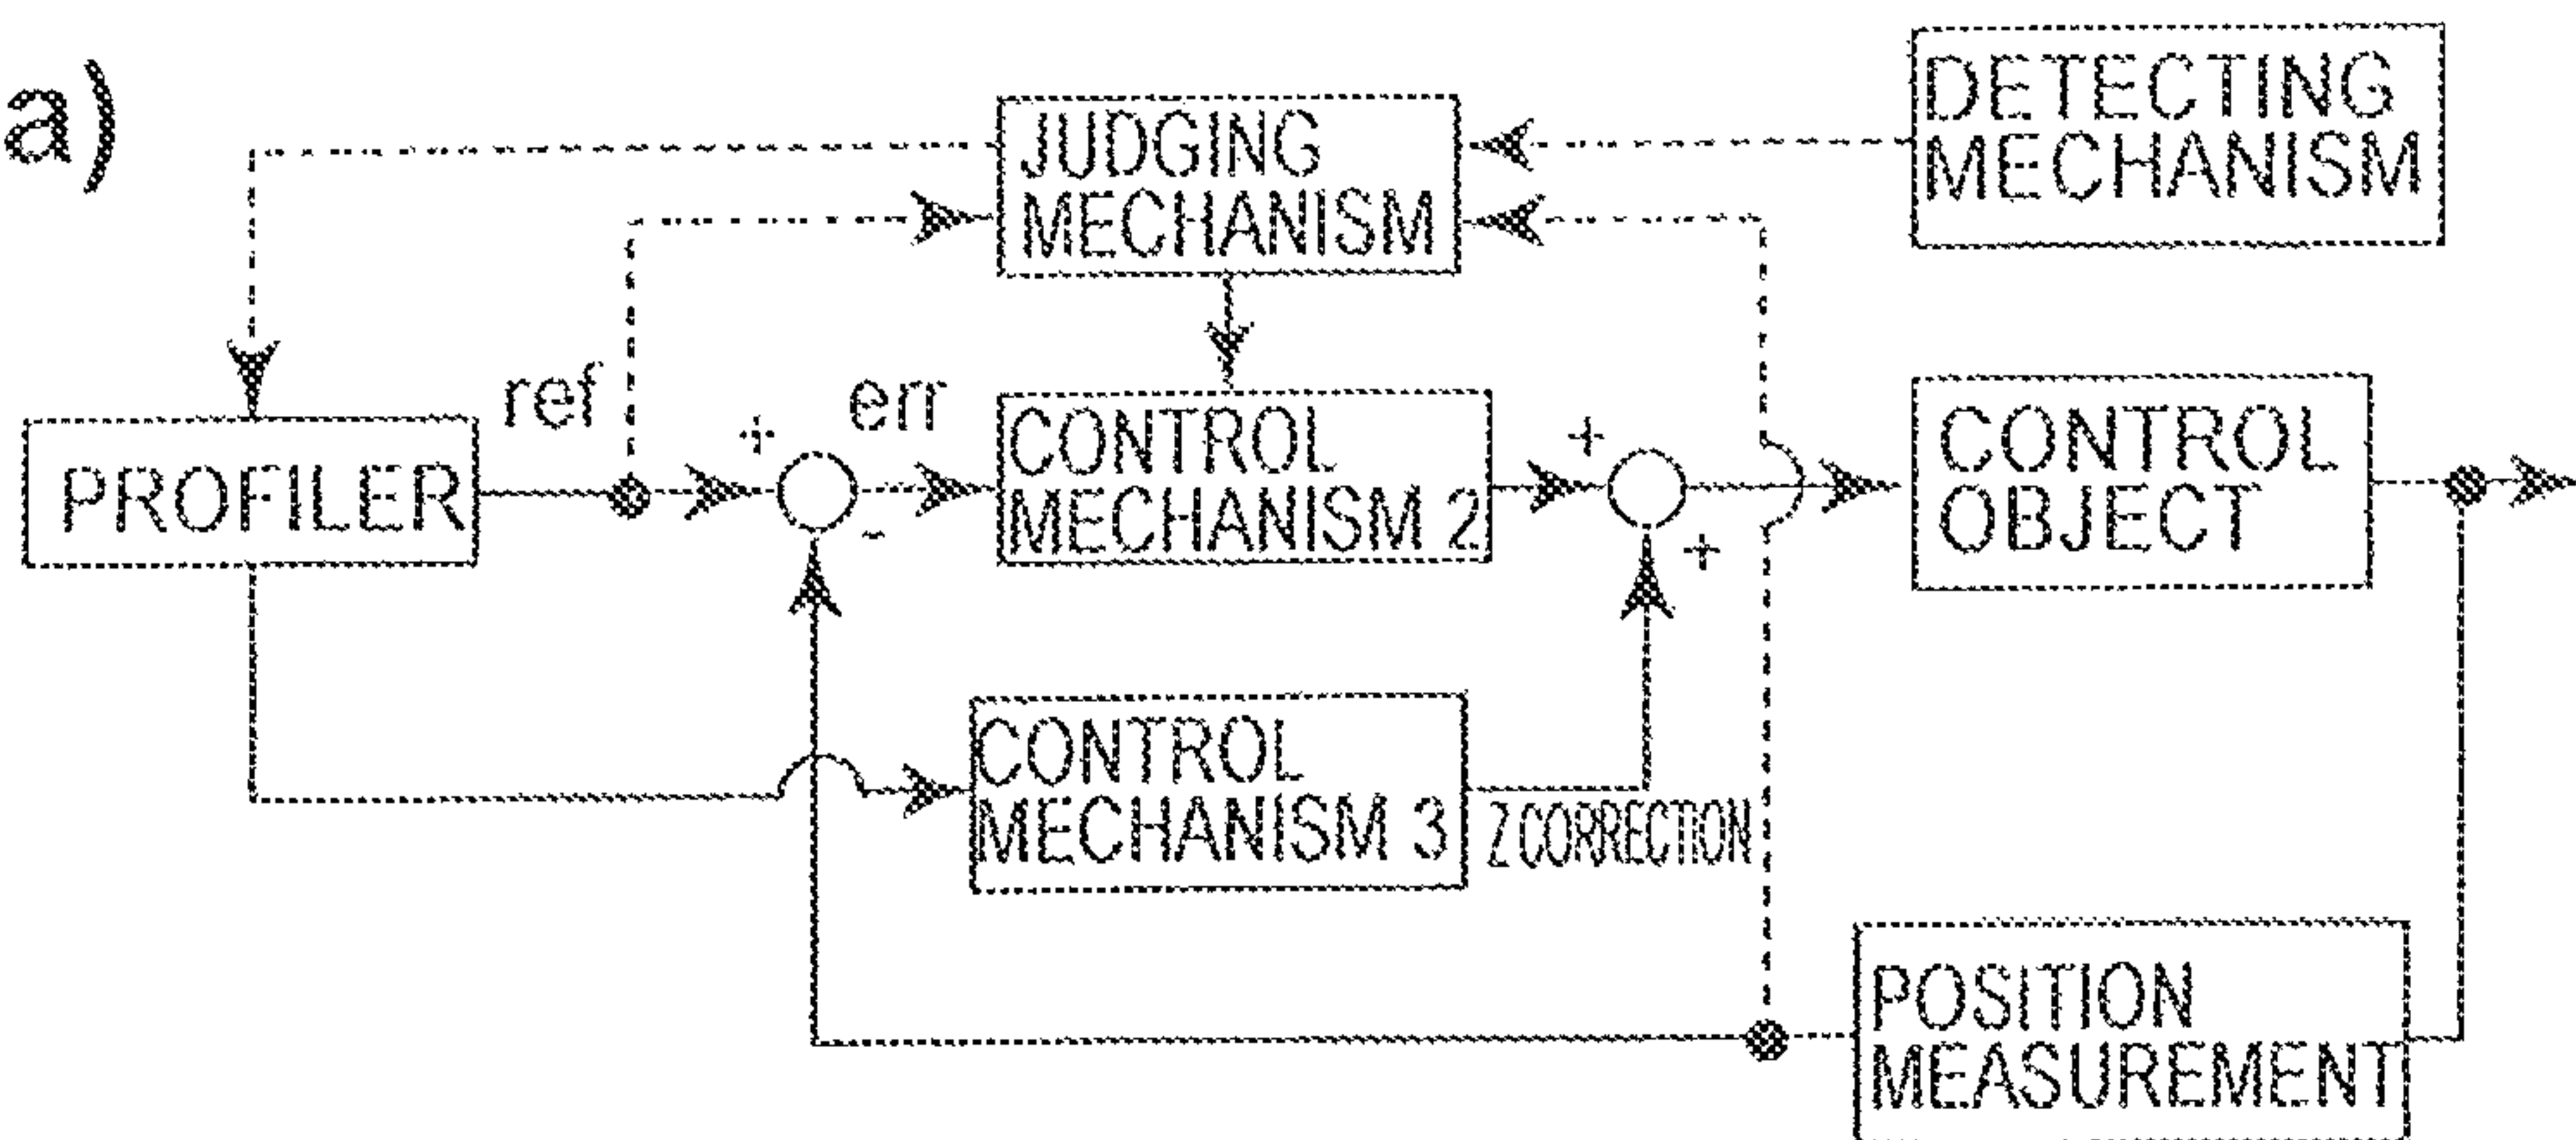 a)
DETECTING
MECHANISM
JUDGING
MECHANISM
ref
+
err
PROFILER
-
CONTROL
MECHANISM 2
+
+
CONTROL
OBJECT
CONTROL
MECHANISM 3
Z CORRECTION
POSITION
MEASUREMENT